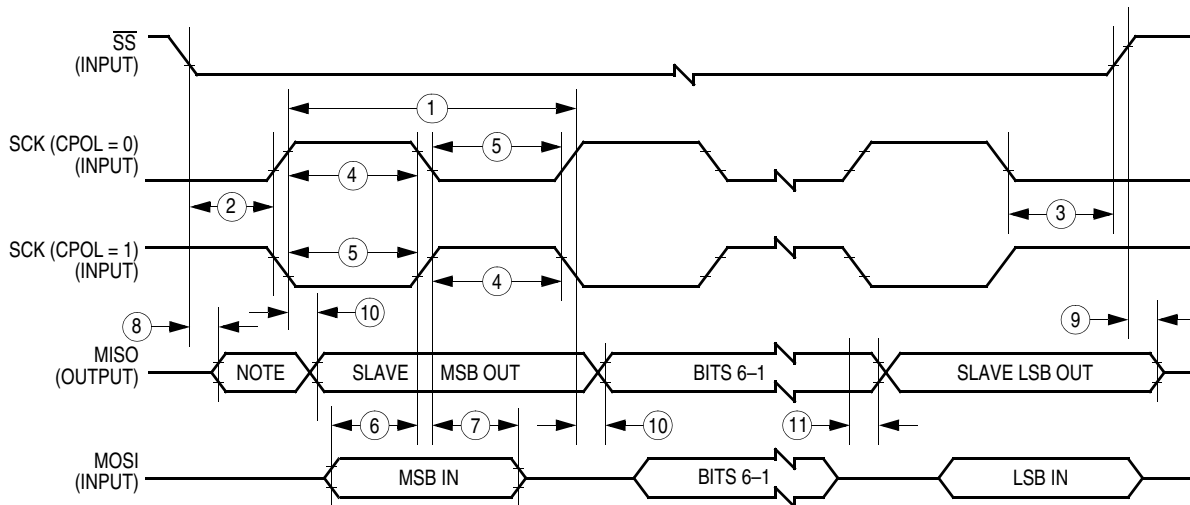 SS
(INPUT)
1
SCK (CPOL = 0)
(INPUT)
5
4
2
3
SCK (CPOL = 1)
(INPUT)
5
4
8
10
9
MISO
(OUTPUT)
NOTE
SLAVE
MSB OUT
BITS 6–1
SLAVE LSB OUT
6
7
10
11
MOSI
(INPUT)
MSB IN
BITS 6–1
LSB IN